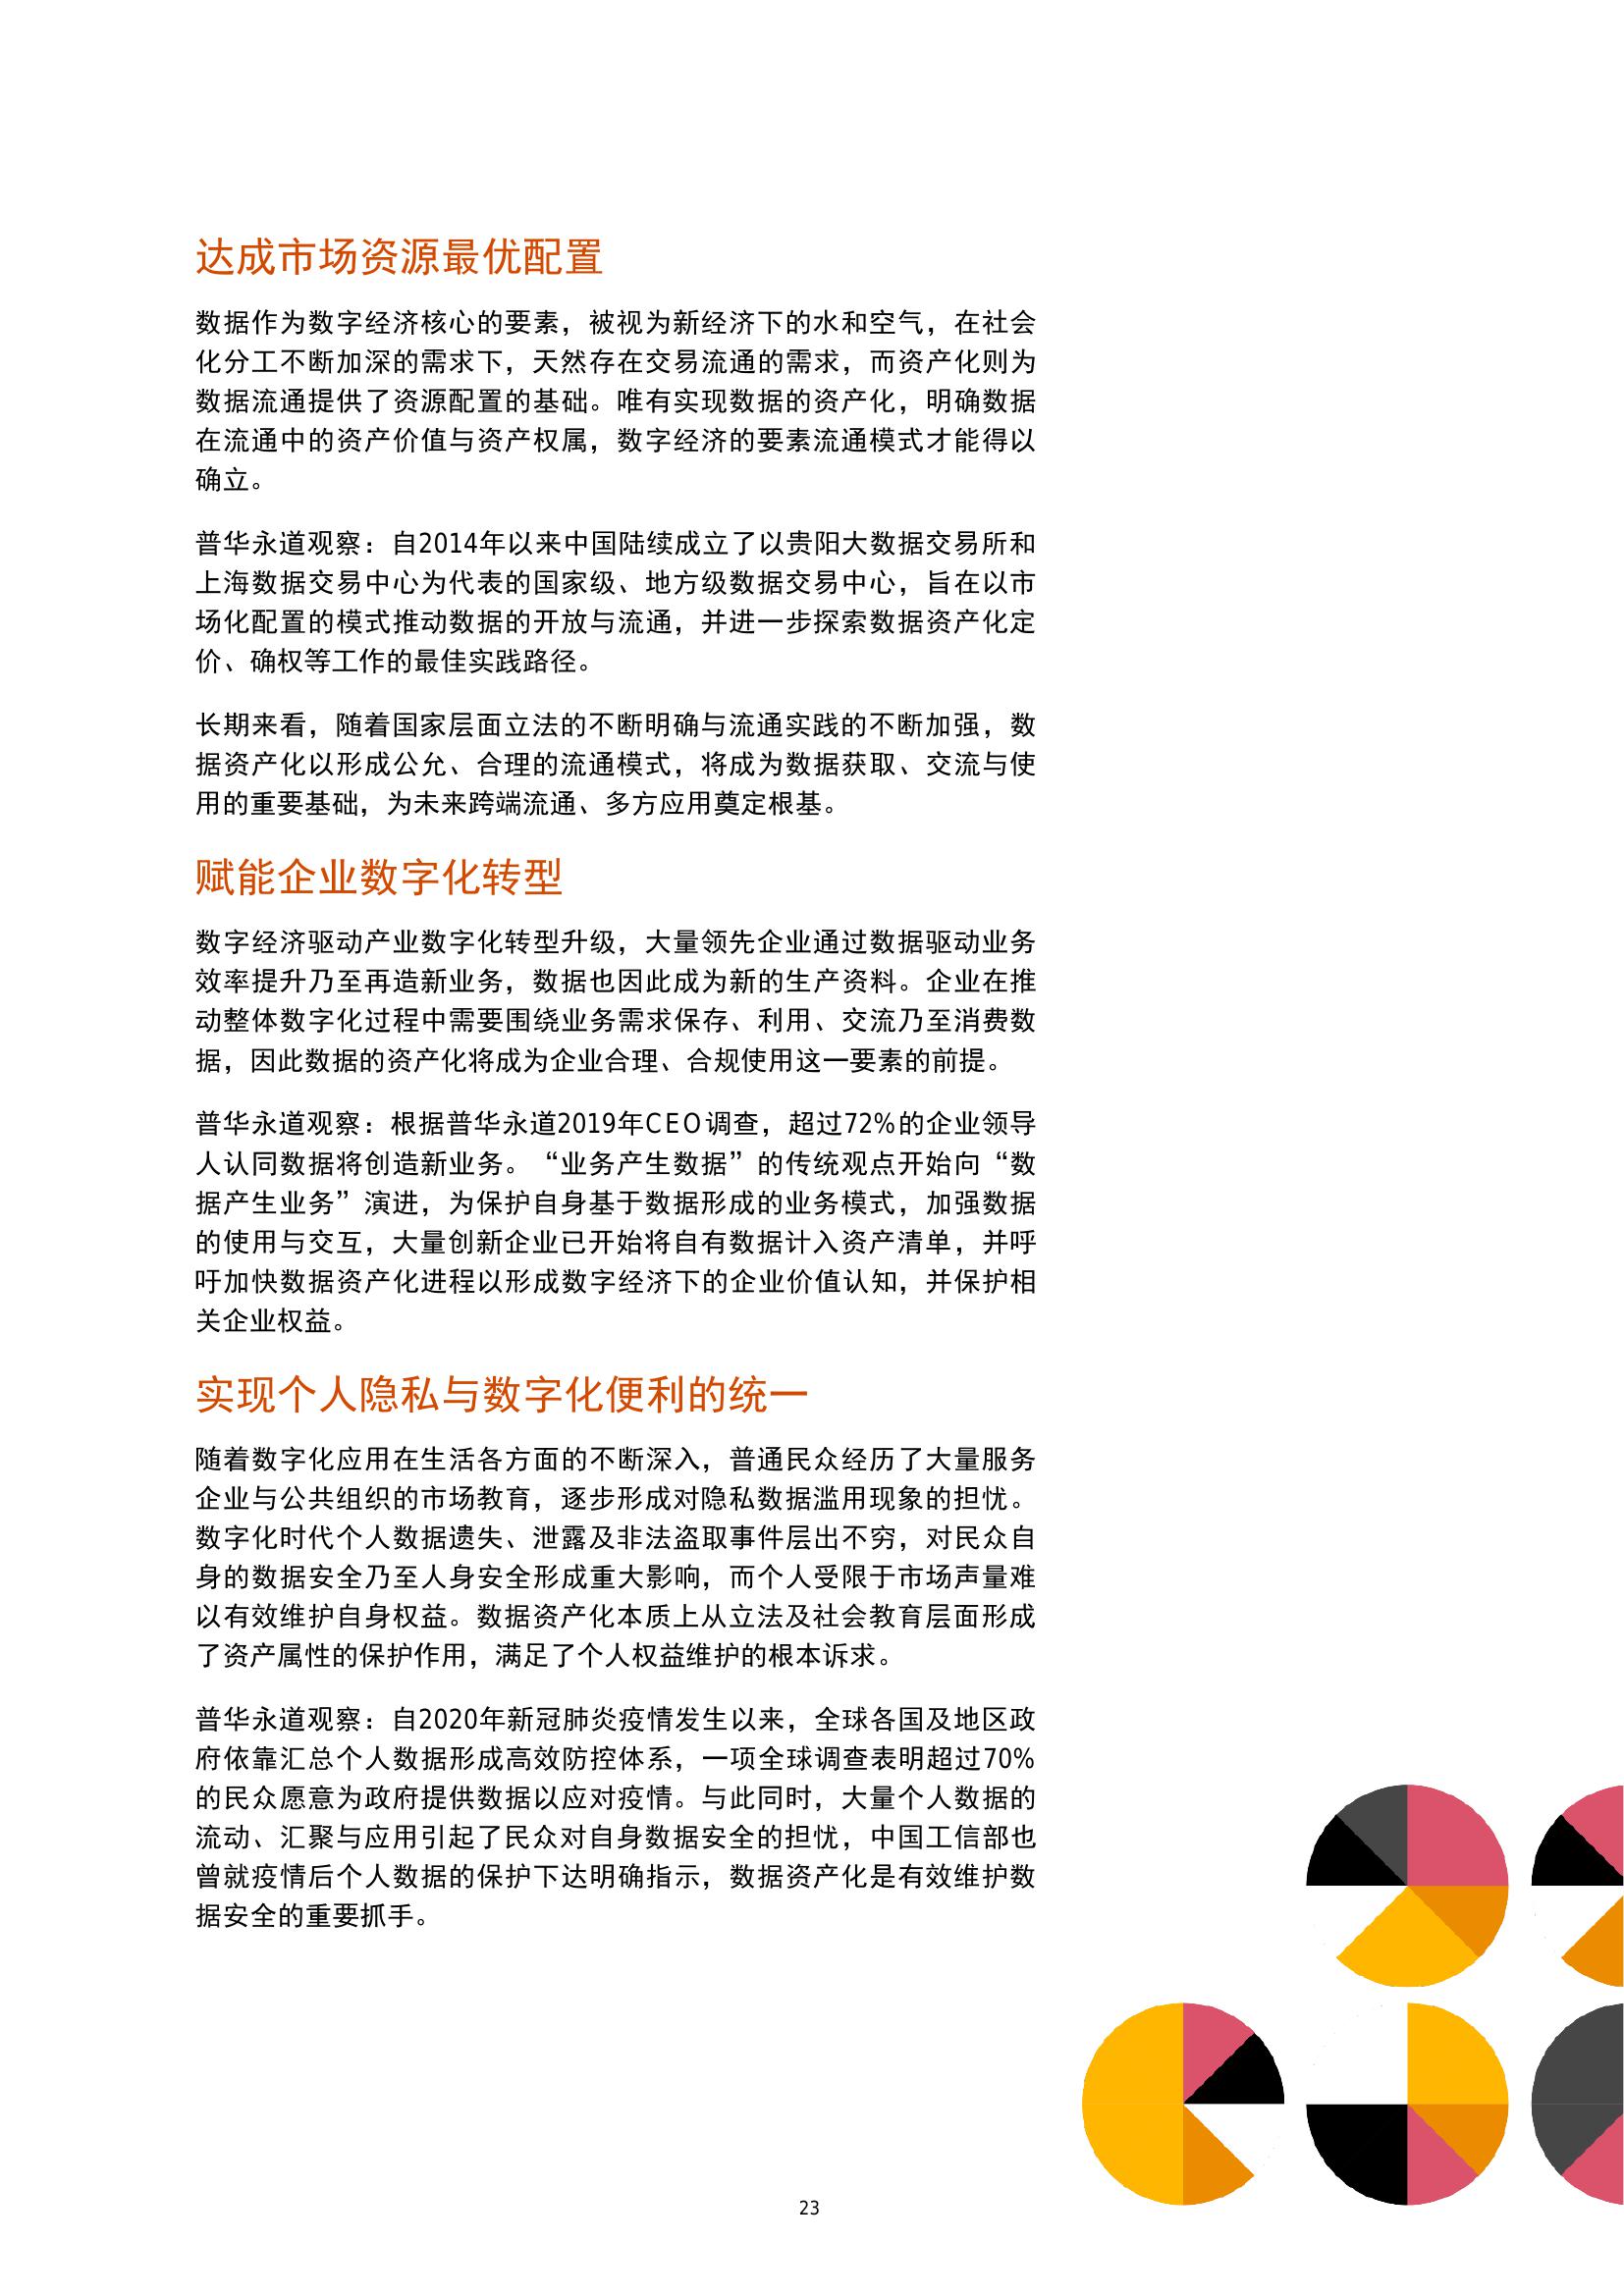 达成市场资源最优配置
数据作为数字经济核心的要素，被视为新经济下的水和空气，在社会
化分工不断加深的需求下，天然存在交易流通的需求，而资产化则为
数据流通提供了资源配置的基础。唯有实现数据的资产化，明确数据
在流通中的资产价值与资产权属，数字经济的要素流通模式才能得以
确立。
普华永道观察：自2014年以来中国陆续成立了以贵阳大数据交易所和
上海数据交易中心为代表的国家级、地方级数据交易中心，旨在以市
场化配置的模式推动数据的开放与流通，并进一步探索数据资产化定
价、确权等工作的最佳实践路径。
长期来看，随着国家层面立法的不断明确与流通实践的不断加强，数
据资产化以形成公允、合理的流通模式，将成为数据获取、交流与使
用的重要基础，为未来跨端流通、多方应用奠定根基。
赋能企业数字化转型
数字经济驱动产业数字化转型升级，大量领先企业通过数据驱动业务
效率提升乃至再造新业务，数据也因此成为新的生产资料。企业在推
动整体数字化过程中需要围绕业务需求保存、利用、交流乃至消费数
据，因此数据的资产化将成为企业合理、合规使用这一要素的前提。
普华永道观察：根据普华永道2019年CEO调查，超过72%的企业领导
人认同数据将创造新业务。“业务产生数据”的传统观点开始向“数
据产生业务”演进，为保护自身基于数据形成的业务模式，加强数据
的使用与交互，大量创新企业已开始将自有数据计入资产清单，并呼
吁加快数据资产化进程以形成数字经济下的企业价值认知，并保护相
关企业权益。
实现个人隐私与数字化便利的统一
随着数字化应用在生活各方面的不断深入，普通民众经历了大量服务
企业与公共组织的市场教育，逐步形成对隐私数据滥用现象的担忧。
数字化时代个人数据遗失、泄露及非法盗取事件层出不穷，对民众自
身的数据安全乃至人身安全形成重大影响，而个人受限于市场声量难
以有效维护自身权益。数据资产化本质上从立法及社会教育层面形成
了资产属性的保护作用，满足了个人权益维护的根本诉求。
普华永道观察：自2020年新冠肺炎疫情发生以来，全球各国及地区政
府依靠汇总个人数据形成高效防控体系，一项全球调查表明超过70%
的民众愿意为政府提供数据以应对疫情。与此同时，大量个人数据的
流动、汇聚与应用引起了民众对自身数据安全的担忧，中国工信部也
曾就疫情后个人数据的保护下达明确指示，数据资产化是有效维护数
据安全的重要抓手。
23